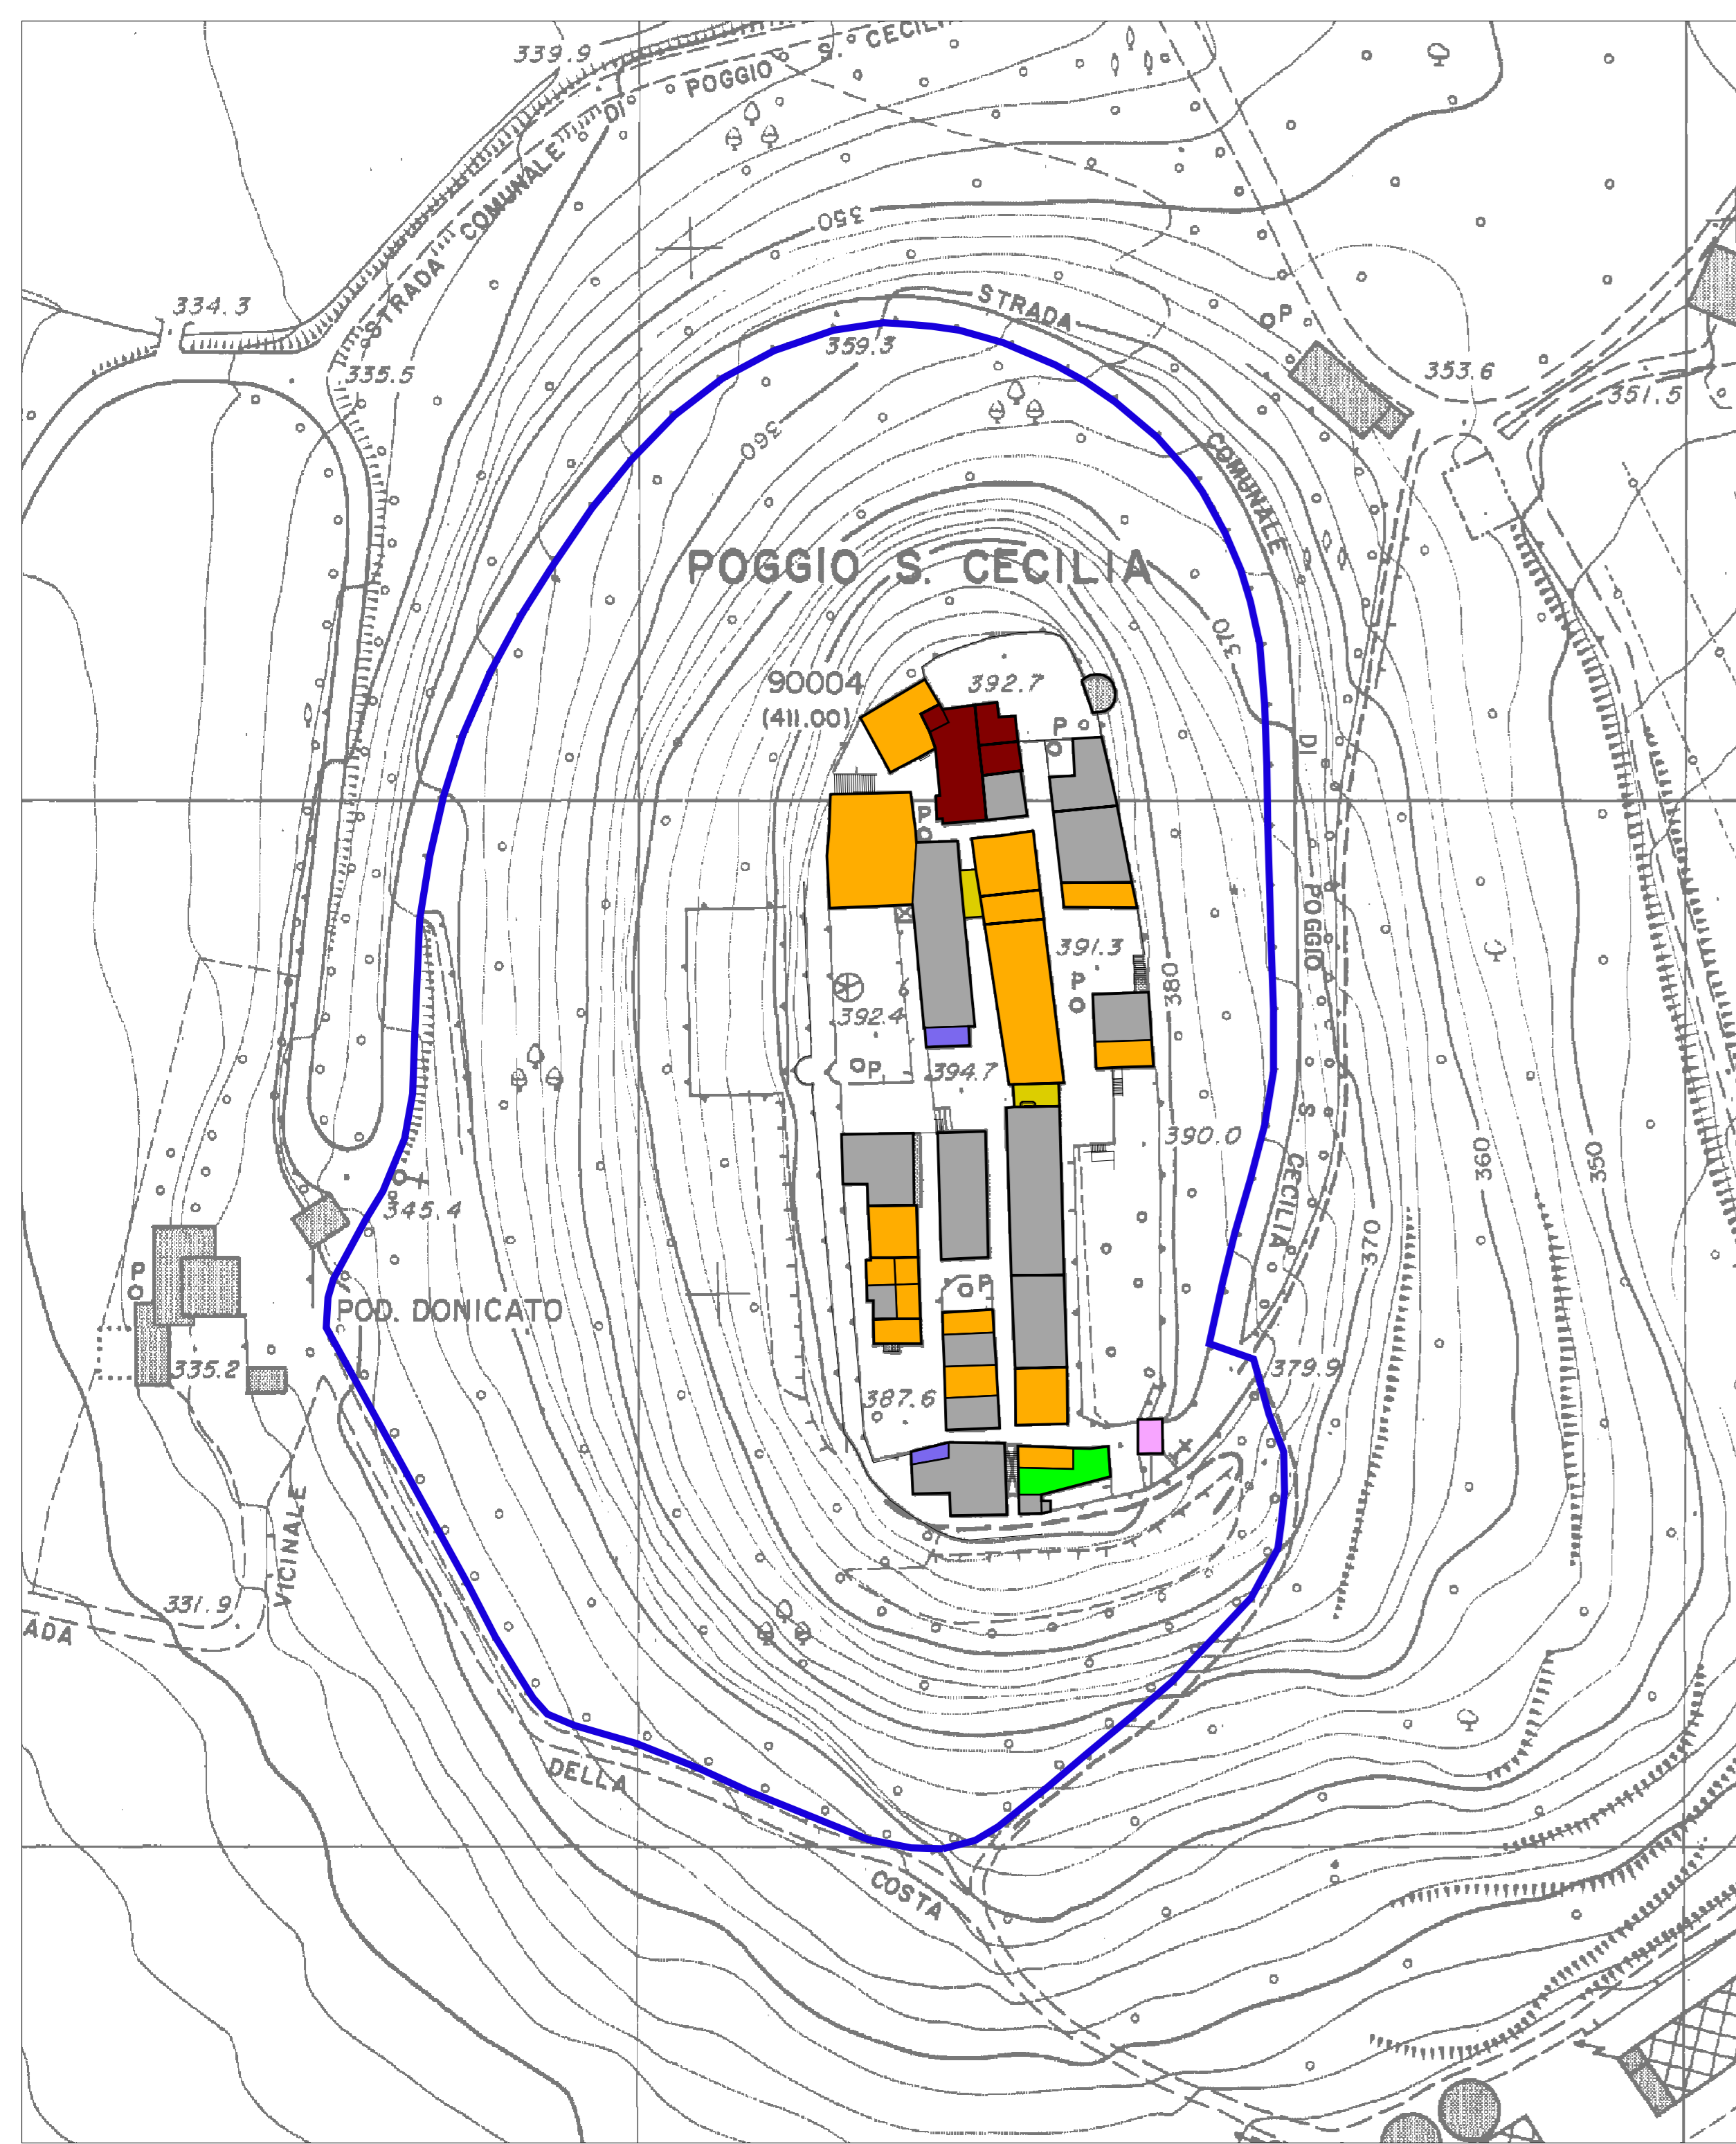 339.9
STRADA COMUNALE DI POGGIO S. CECILIA
350
334.3
STRADA
P
359.3
335.5
353.6
351.5
360
COMUNALE
POGGIO S. CECILIA
370
90004
(411.00)
392.7
P
DI
P
POGGIO
391.3
P
380
392.4
P
394.7
390.0
S.
CECILIA
360
350
345.4
370
P
P
POD. DONICATO
335.2
379.9
387.6
VICINALE
331.9
ADA
DELLA
COSTA